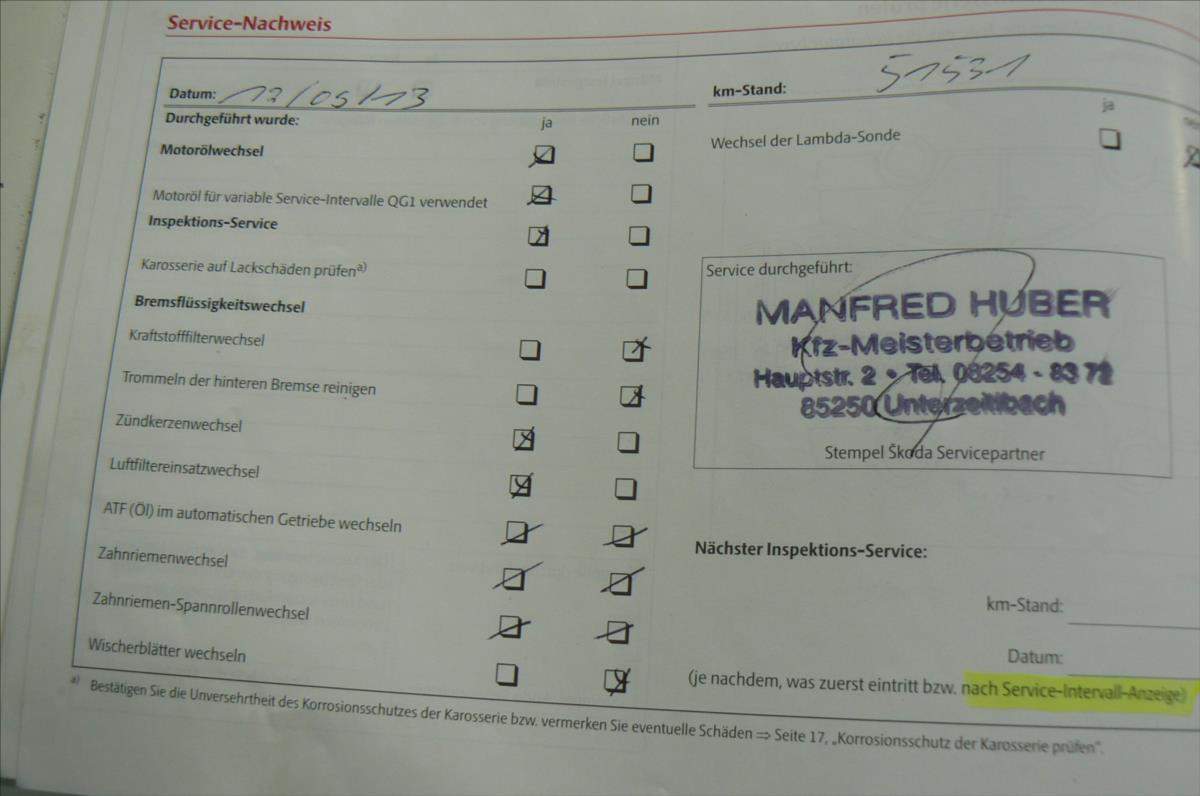 Service-Nachweis
Datum: 12/09/13
km-Stand: 51531
Durchgeführt wurde: ja nein
ja
Motorölwechsel
Wechsel der Lambda-Sonde
Motoröl für variable Service-Intervalle QG1 verwendet
Inspektions-Service
Karosserie auf Lackschäden prüfen a)
Bremsflüssigkeitswechsel
Kraftstofffilterwechsel
Trommeln der hinteren Bremse reinigen
Zündkerzenwechsel
Luftfiltereinsatzwechsel
ATF (Öl) im automatischen Getriebe wechseln
Zahnriemenwechsel
Zahnriemen-Spannrollenwechsel
Wischerblätter wechseln
Service durchgeführt:
MANFRED HUBER
Kfz-Meisterbetrieb
Hauptstr. 2 • Tel. 08254 - 83 72
85250 Unterzeitlbach
Stempel Škoda Servicepartner
Nächster Inspektions-Service:
km-Stand:
Datum:
(je nachdem, was zuerst eintritt bzw. nach Service-Intervall-Anzeige)
a) Bestätigen Sie die Unversehrtheit des Korrosionsschutzes der Karosserie bzw. vermerken Sie eventuelle Schäden ⇒ Seite 17, „Korrosionsschutz der Karosserie prüfen“.